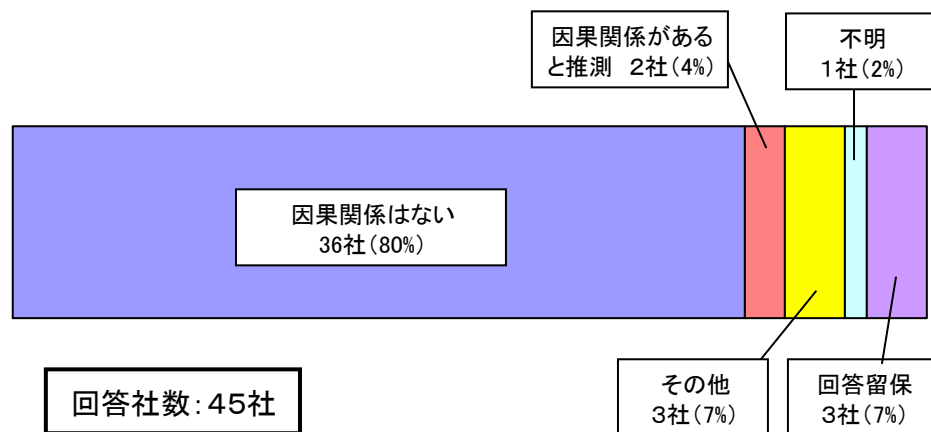 因果関係がある
と推測　２社（4%）
不明
１社（2%）
因果関係はない
36社（80%）
その他
３社（7%）
回答留保
３社（7%）
回答社数：４５社